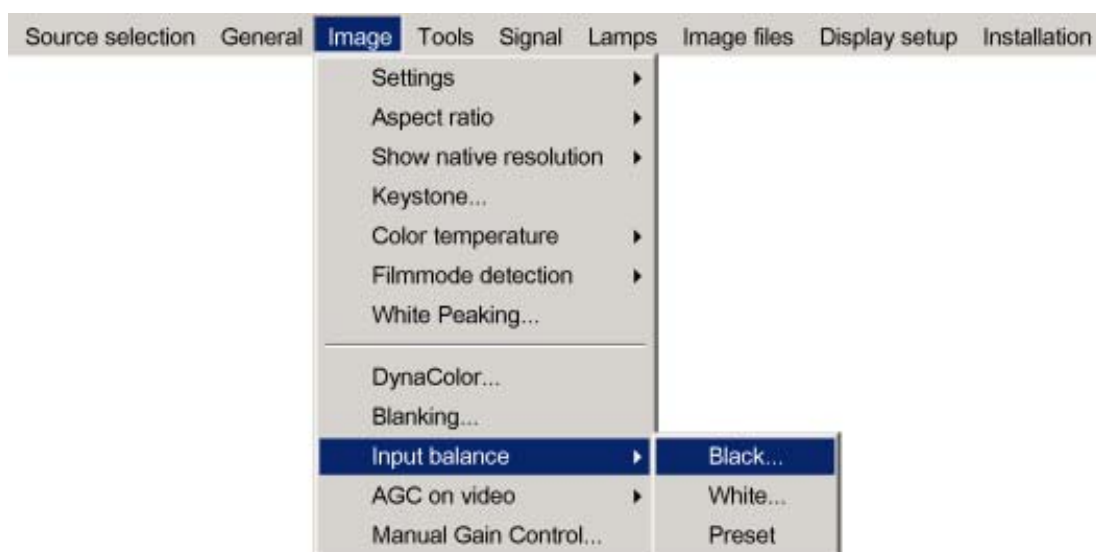 Source selection General Image Tools Signal Lamps Image files Display setup Installation
Settings
Aspect ratio
Show native resolution
Keystone...
Color temperature
Filmmode detection
White Peaking...
DynaColor...
Blanking...
Input balance Black...
AGC on video White...
Manual Gain Control... Preset